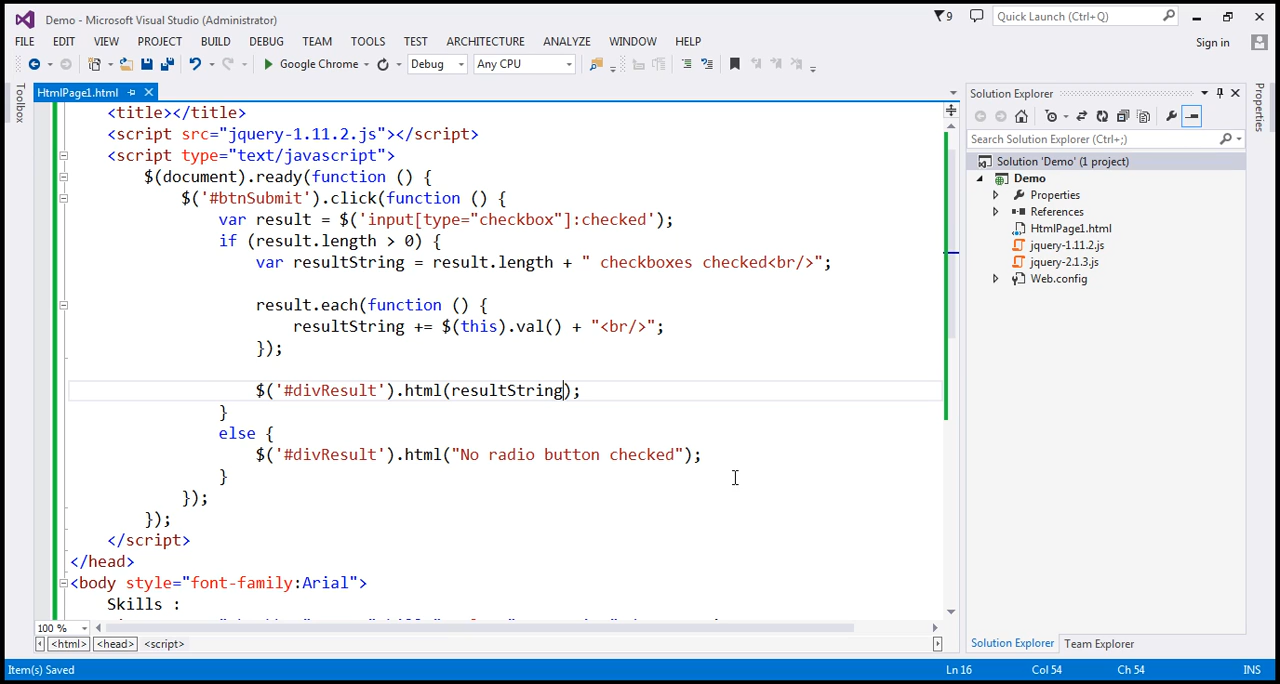 Demo - Microsoft Visual Studio (Administrator)
9
Quick Launch (Ctrl+Q)
FILE EDIT VIEW PROJECT BUILD DEBUG TEAM TOOLS TEST ARCHITECTURE ANALYZE WINDOW HELP
Sign in
Google Chrome Debug Any CPU
Toolbox
HtmlPage1.html
<title></title>
<script src="jquery-1.11.2.js"></script>
<script type="text/javascript">
$(document).ready(function () {
$('#btnSubmit').click(function () {
var result = $('input[type="checkbox"]:checked');
if (result.length > 0) {
var resultString = result.length + " checkboxes checked<br/>";
result.each(function () {
resultString += $(this).val() + "<br/>";
});
$('#divResult').html(resultString);
}
else {
$('#divResult').html("No radio button checked");
}
});
});
</script>
</head>
<body style="font-family:Arial">
Skills :
100 %
<html> <head> <script>
Solution Explorer
Search Solution Explorer (Ctrl+;)
Solution 'Demo' (1 project)
Demo
Properties
References
HtmlPage1.html
jquery-1.11.2.js
jquery-2.1.3.js
Web.config
Solution Explorer Team Explorer
Properties
Item(s) Saved
Ln 16 Col 54 Ch 54 INS